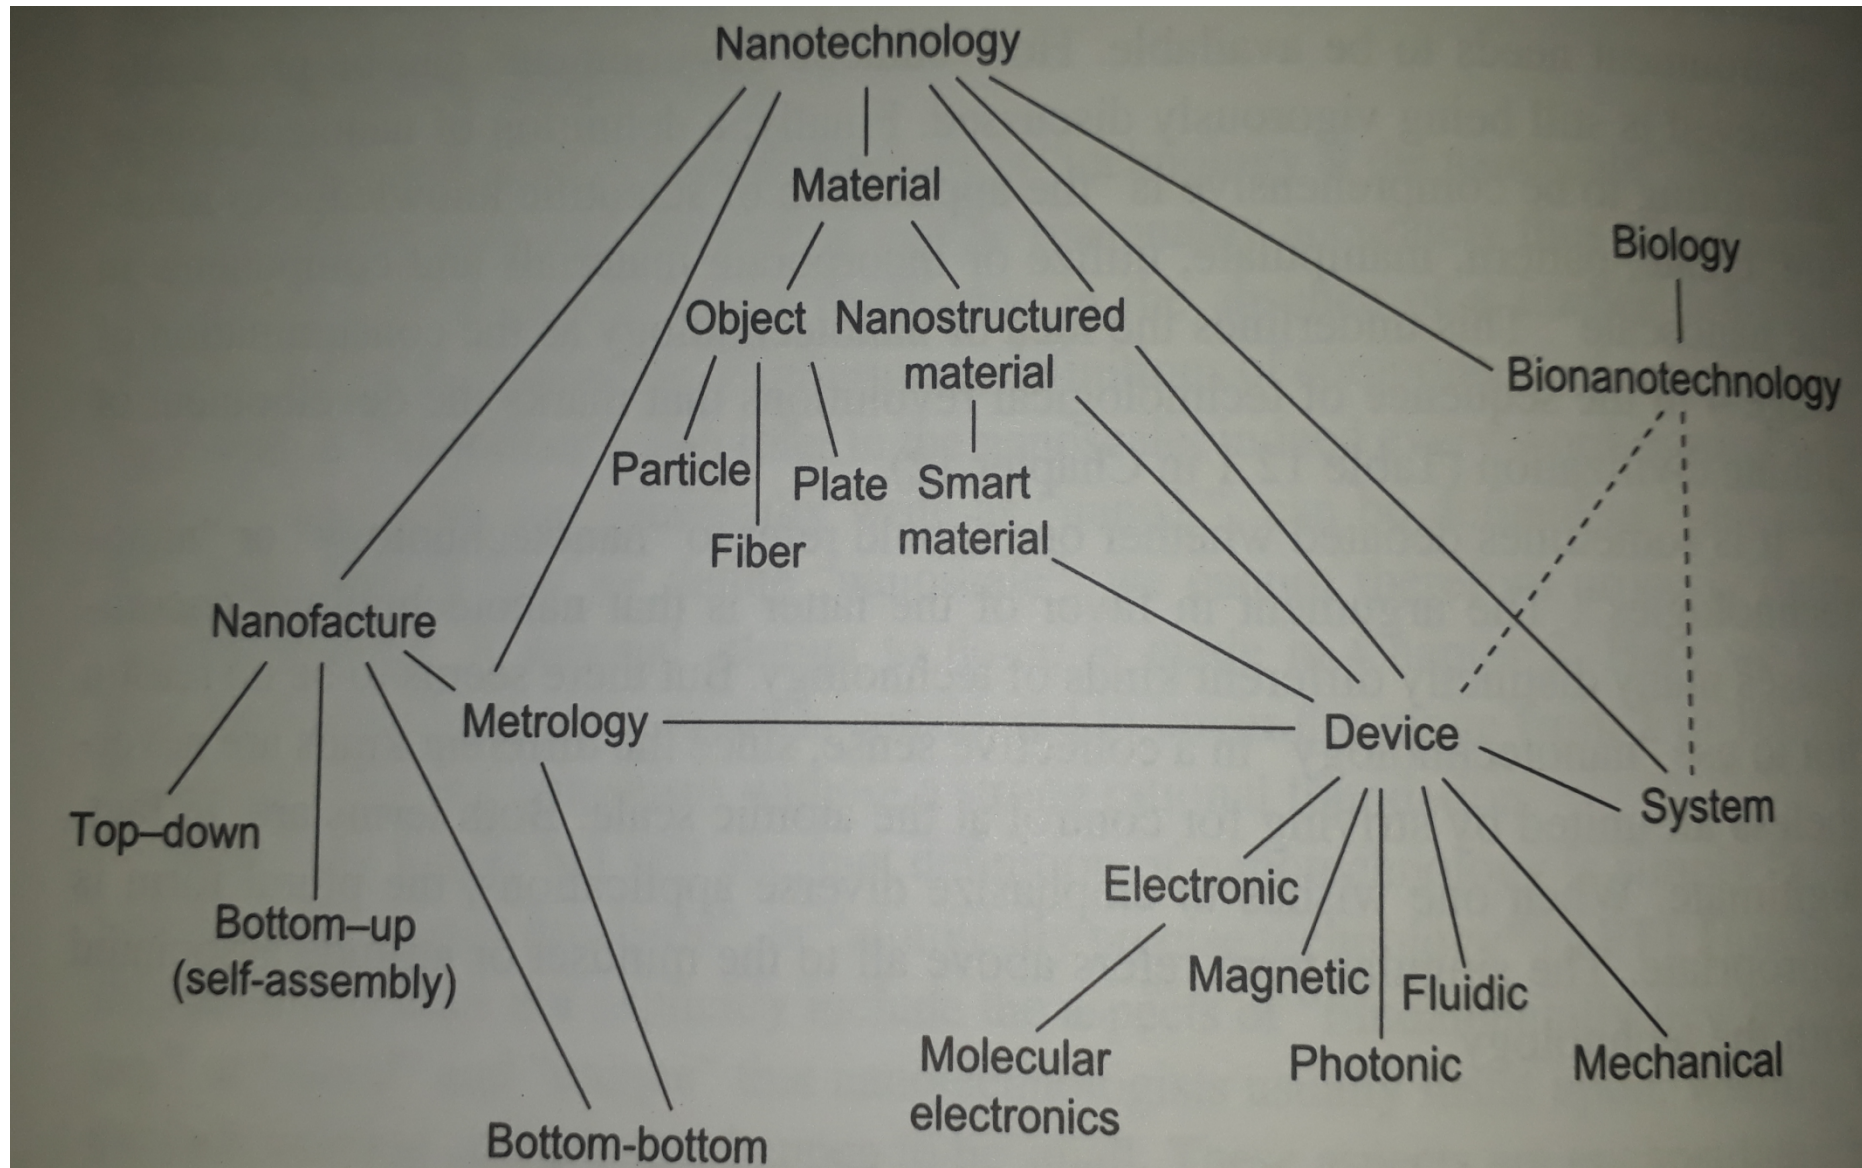 Nanotechnology
Material
Biology
Object
Nanostructured
material
Bionanotechnology
Particle
Plate
Smart
material
Fiber
Nanofacture
Metrology
Device
System
Top–down
Electronic
Bottom–up
(self-assembly)
Magnetic
Fluidic
Molecular
electronics
Photonic
Mechanical
Bottom-bottom